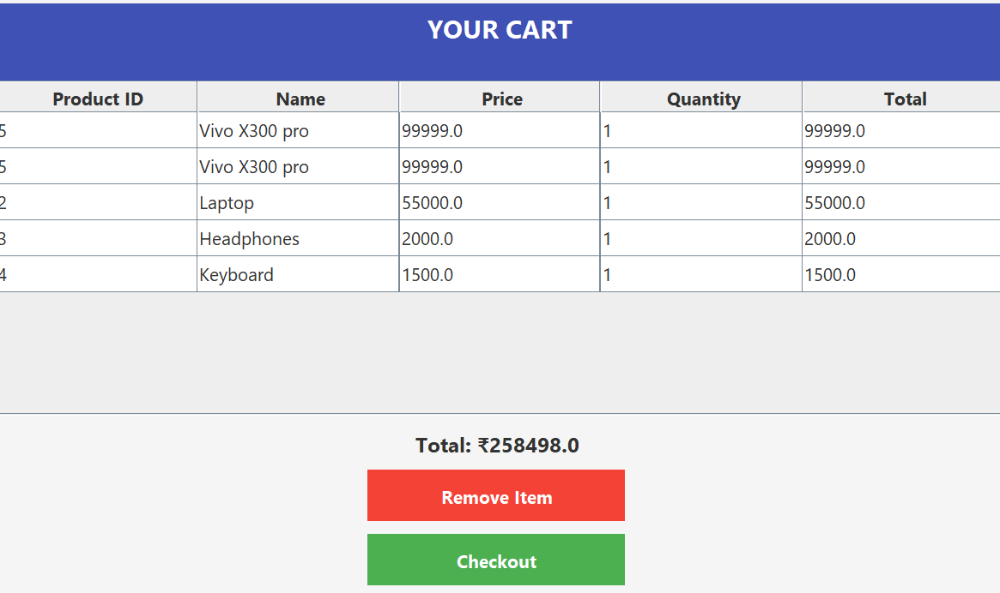 YOUR CART
Product ID Name Price Quantity Total
5 Vivo X300 pro 99999.0 1 99999.0
5 Vivo X300 pro 99999.0 1 99999.0
2 Laptop 55000.0 1 55000.0
3 Headphones 2000.0 1 2000.0
4 Keyboard 1500.0 1 1500.0
Total: ₹258498.0
Remove Item
Checkout